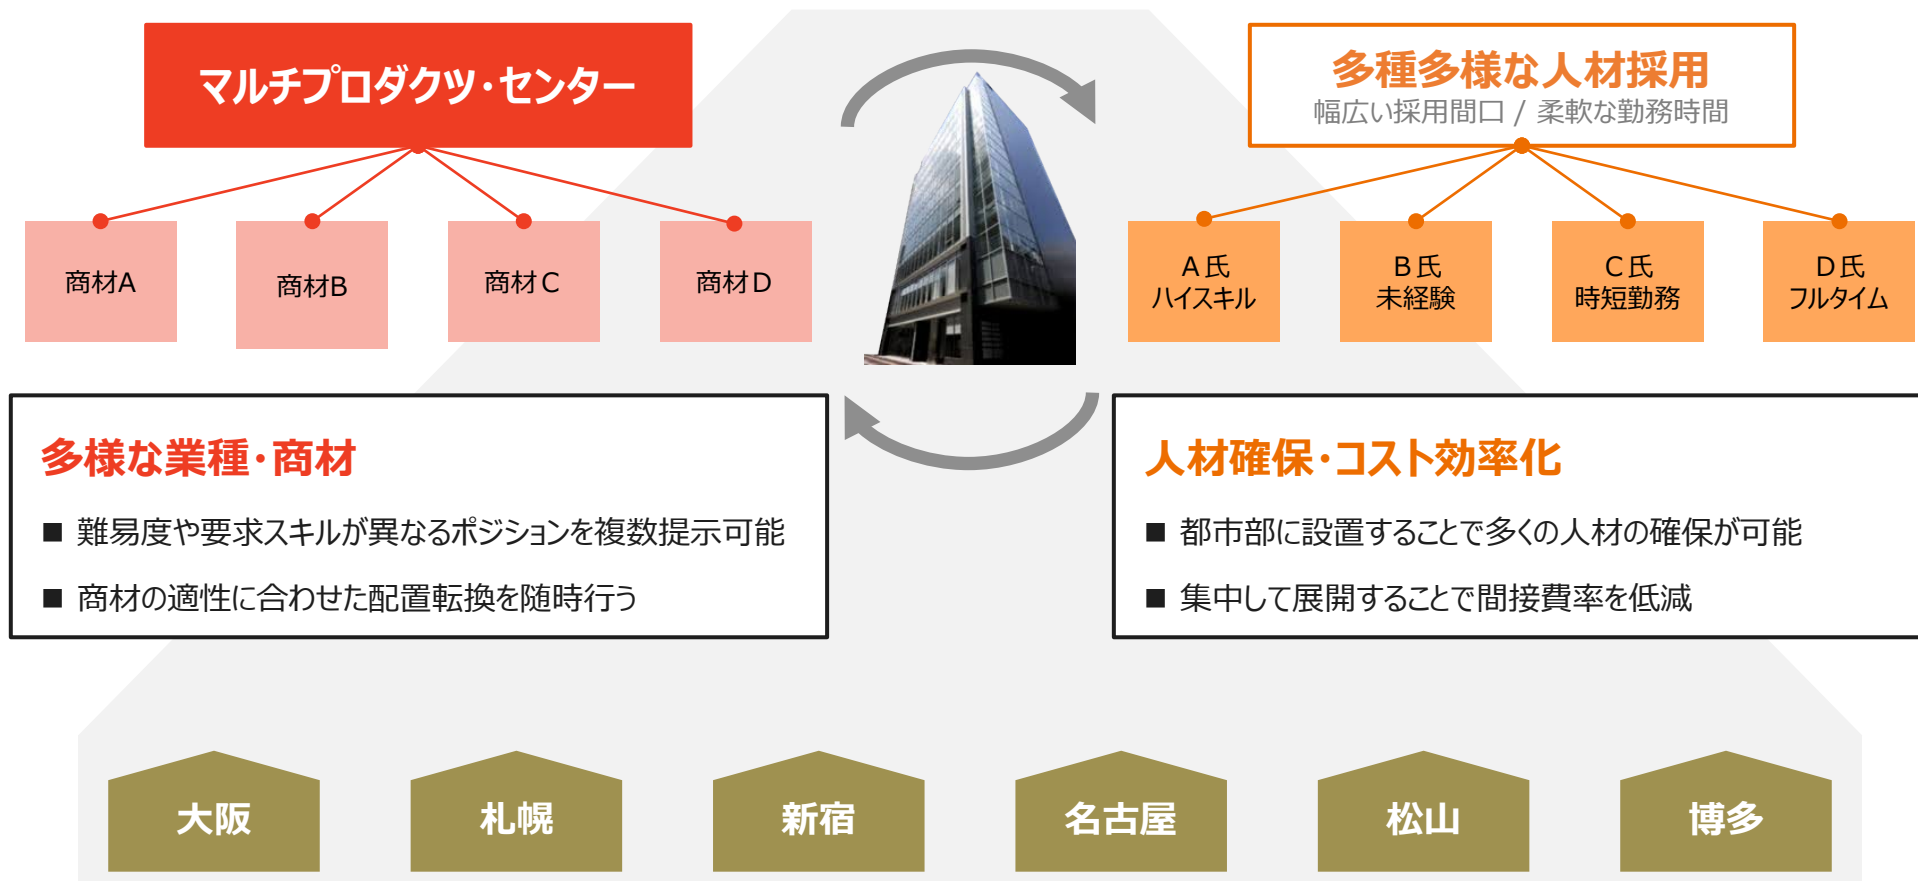 マルチプロダクツ・センター
商材A
商材B
商材C
商材D
多種多様な人材採用
幅広い採用間口 / 柔軟な勤務時間
A氏
ハイスキル
B氏
未経験
C氏
時短勤務
D氏
フルタイム
多様な業種・商材
■ 難易度や要求スキルが異なるポジションを複数提示可能
■ 商材の適性に合わせた配置転換を随時行う
人材確保・コスト効率化
■ 都市部に設置することで多くの人材の確保が可能
■ 集中して展開することで間接費率を低減
大阪
札幌
新宿
名古屋
松山
博多